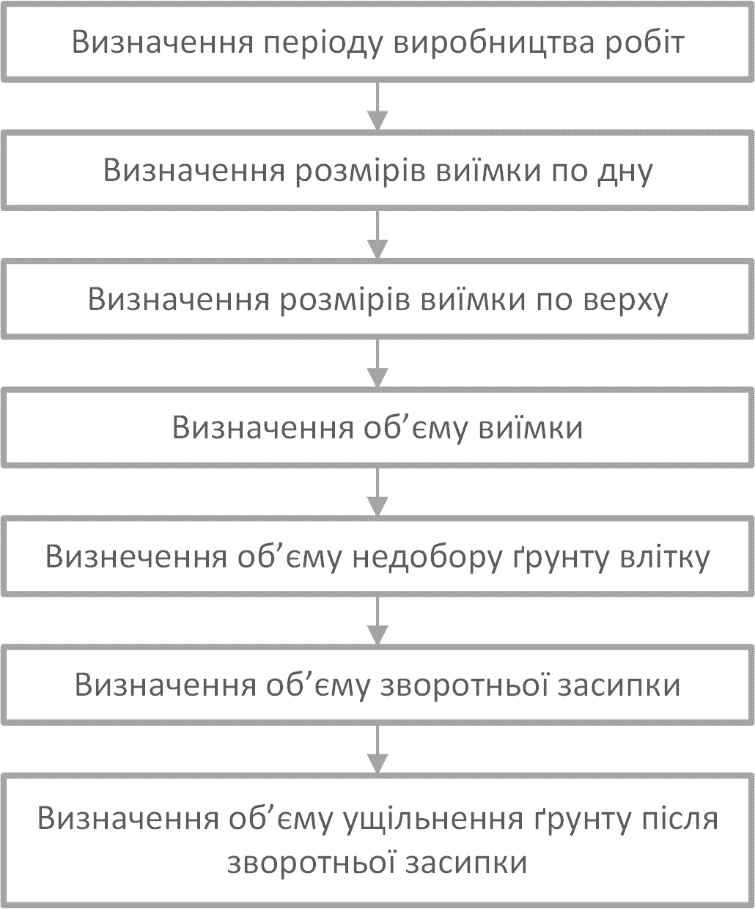 Визначення періоду виробництва робіт
Визначення розмірів виїмки по дну
Визначення розмірів виїмки по верху
Визначення об’єму виїмки
Визнечення об’єму недобору ґрунту влітку
Визначення об’єму зворотньої засипки
Визначення об’єму ущільнення ґрунту після
зворотньої засипки